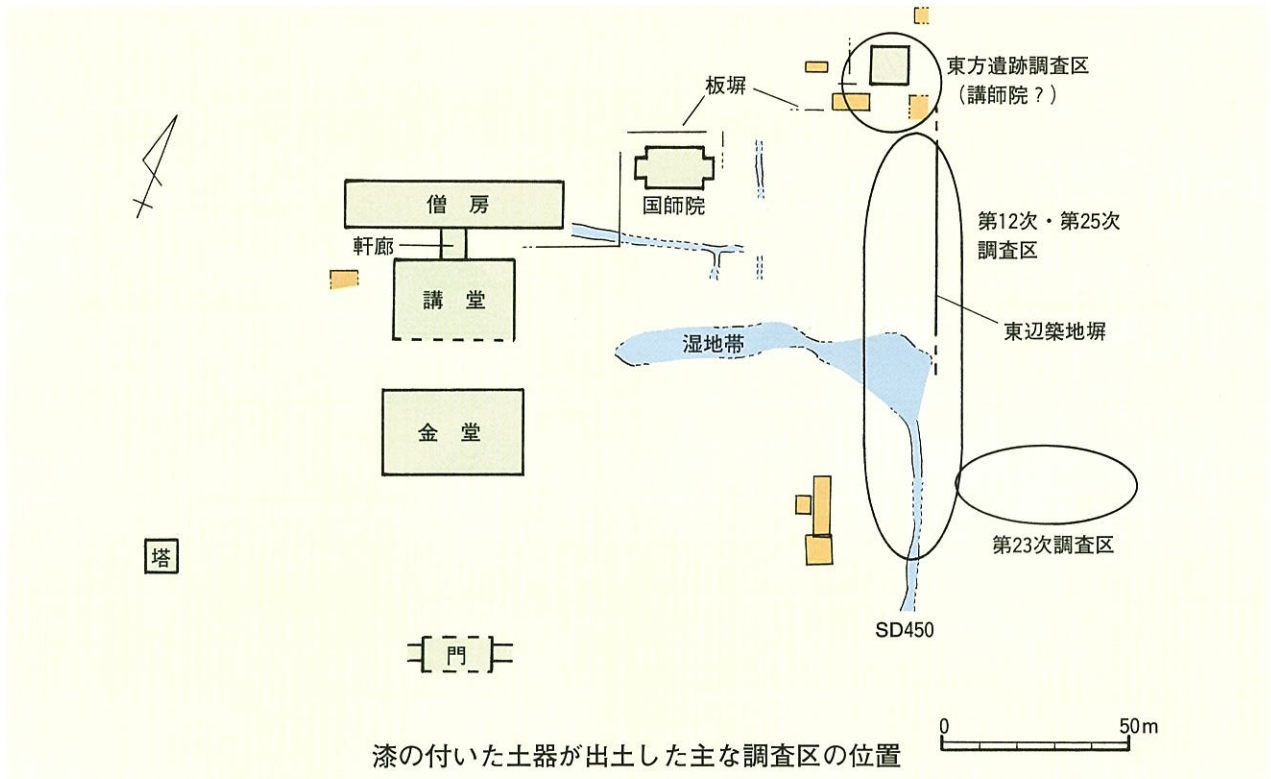 東方遺跡調査区
（講師院？）
板塀
国師院
僧房
軒廊
講堂
第12次・第25次
調査区
東辺築地塀
湿地帯
金堂
第23次調査区
塔
SD450
門
0 50m
漆の付いた土器が出土した主な調査区の位置